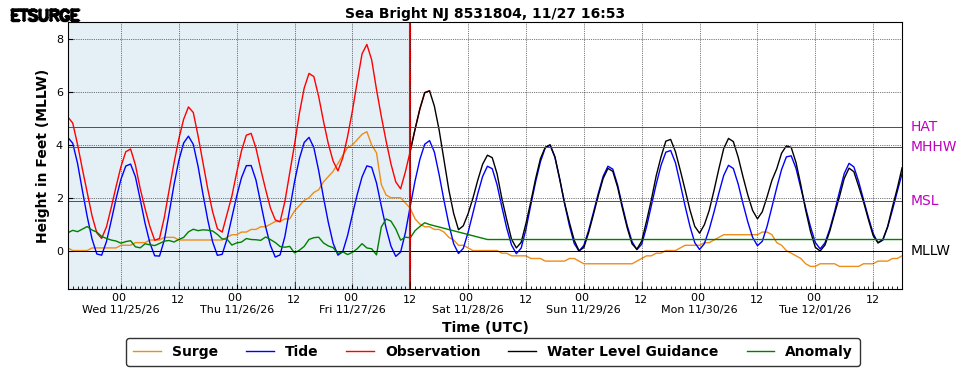 ETSURGE
Sea Bright NJ 8531804, 11/27 16:53
Height in Feet (MLLW)
8
6
4
2
0
HAT
MHHW
MSL
MLLW
00 12 00 12 00 12 00 12 00 12 00 12 00 12
Wed 11/25/26 Thu 11/26/26 Fri 11/27/26 Sat 11/28/26 Sun 11/29/26 Mon 11/30/26 Tue 12/01/26
Time (UTC)
Surge Tide Observation Water Level Guidance Anomaly